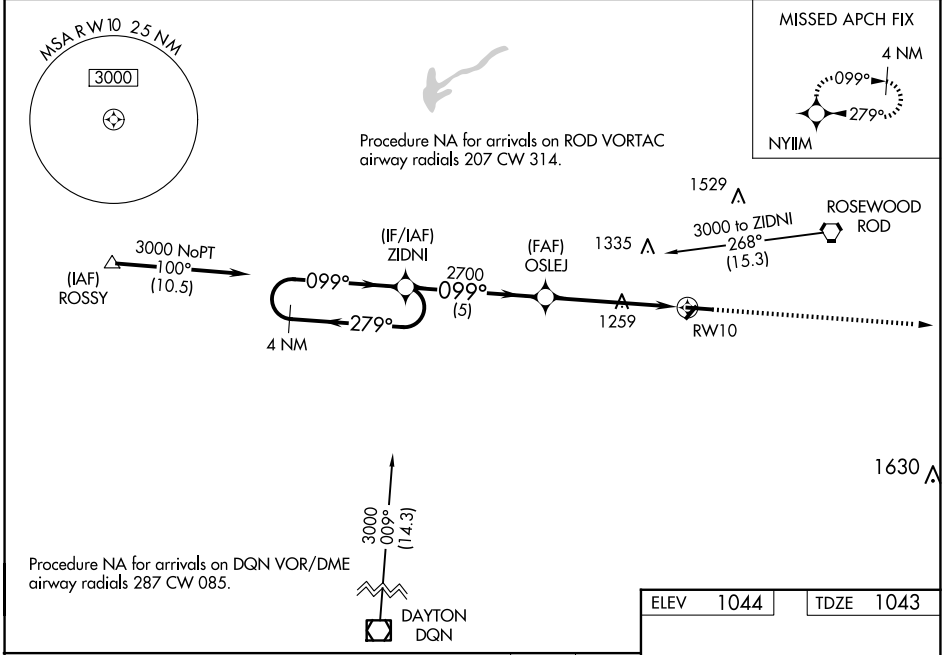 MSA RW 10 25 NM
3000
MISSED APCH FIX
4 NM
099°
279°
NYIIM
Procedure NA for arrivals on ROD VORTAC
airway radials 207 CW 314.
1529
ROSEWOOD
ROD
3000 to ZIDNI
268°
(15.3)
1335
(IF/IAF)
ZIDNI
(FAF)
OSLEJ
3000 NoPT
100°
(10.5)
(IAF)
ROSSY
099°
2700
099°
(5)
279°
4 NM
1259
RW10
1630
3000
009°
(14.3)
Procedure NA for arrivals on DQN VOR/DME
airway radials 287 CW 085.
DAYTON
DQN
ELEV 1044
TDZE 1043